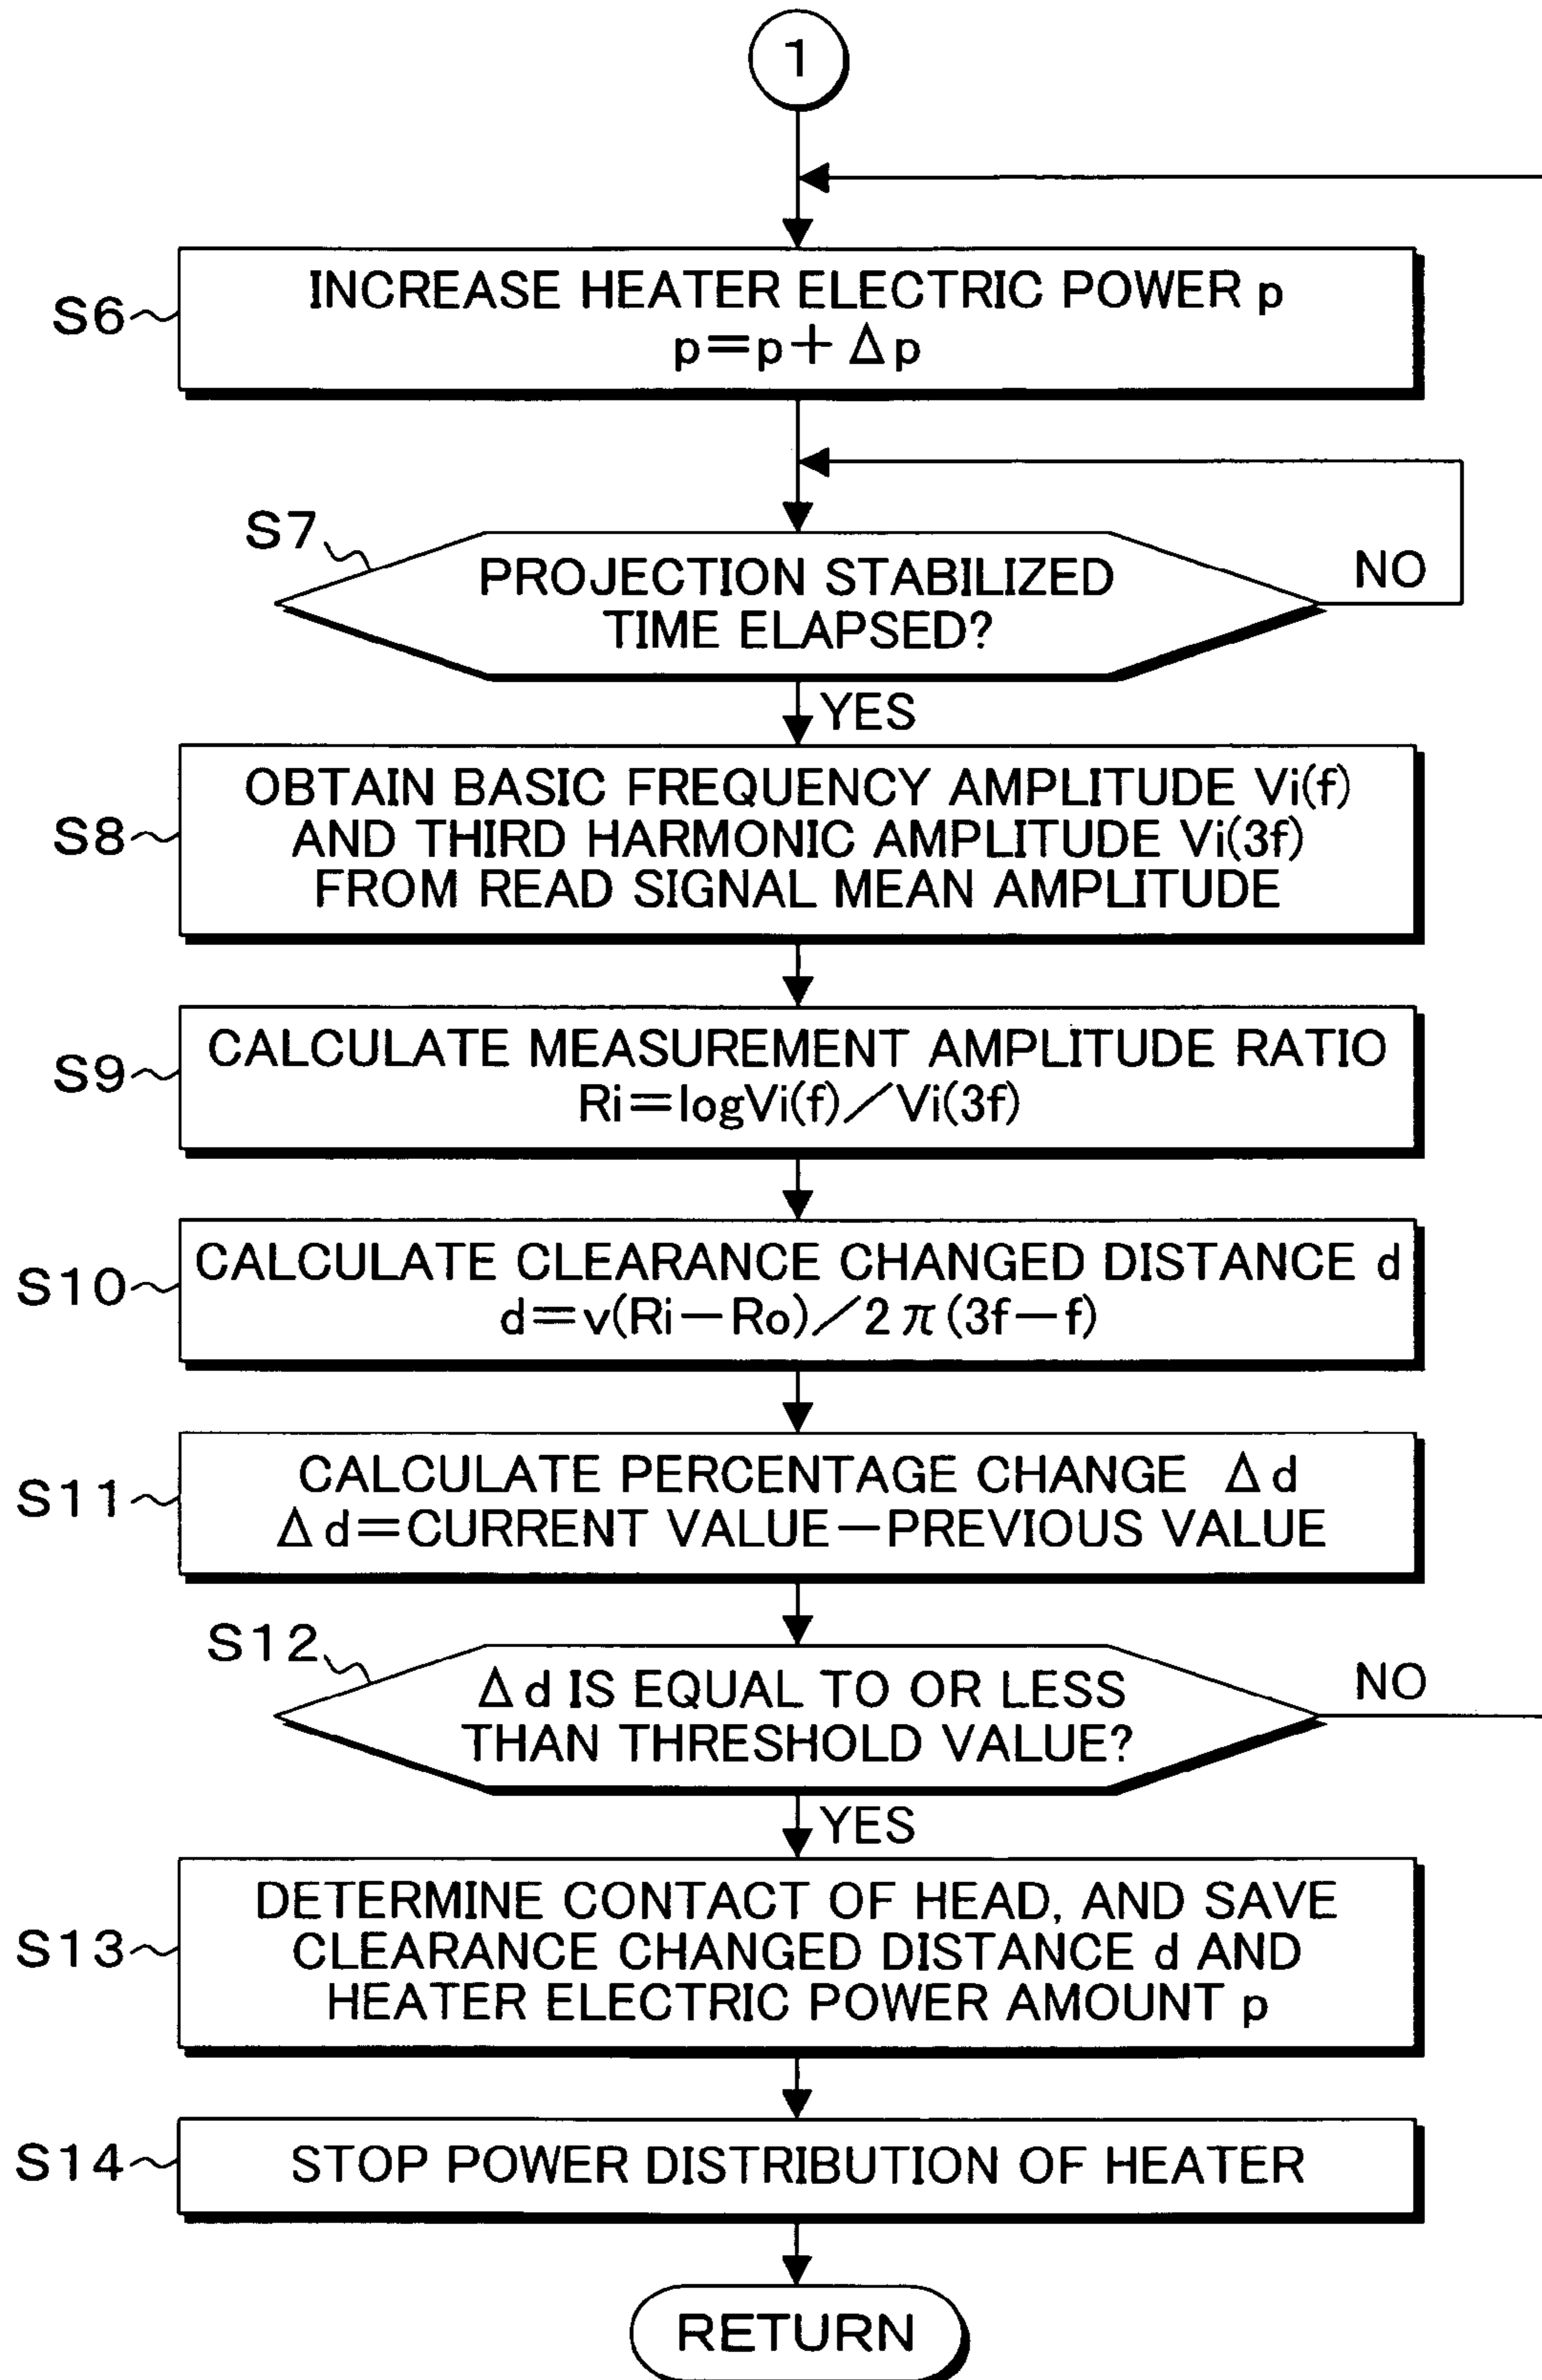 1
S6
INCREASE HEATER ELECTRIC POWER p
p=p+Δp
S7
PROJECTION STABILIZED
TIME ELAPSED?
NO
YES
S8
OBTAIN BASIC FREQUENCY AMPLITUDE Vi(f)
AND THIRD HARMONIC AMPLITUDE Vi(3f)
FROM READ SIGNAL MEAN AMPLITUDE
S9
CALCULATE MEASUREMENT AMPLITUDE RATIO
Ri=logVi(f)/Vi(3f)
S10
CALCULATE CLEARANCE CHANGED DISTANCE d
d=v(Ri-Ro)/2π(3f-f)
S11
CALCULATE PERCENTAGE CHANGE Δd
Δd=CURRENT VALUE-PREVIOUS VALUE
S12
Δd IS EQUAL TO OR LESS
THAN THRESHOLD VALUE?
NO
YES
S13
DETERMINE CONTACT OF HEAD, AND SAVE
CLEARANCE CHANGED DISTANCE d AND
HEATER ELECTRIC POWER AMOUNT p
S14
STOP POWER DISTRIBUTION OF HEATER
RETURN